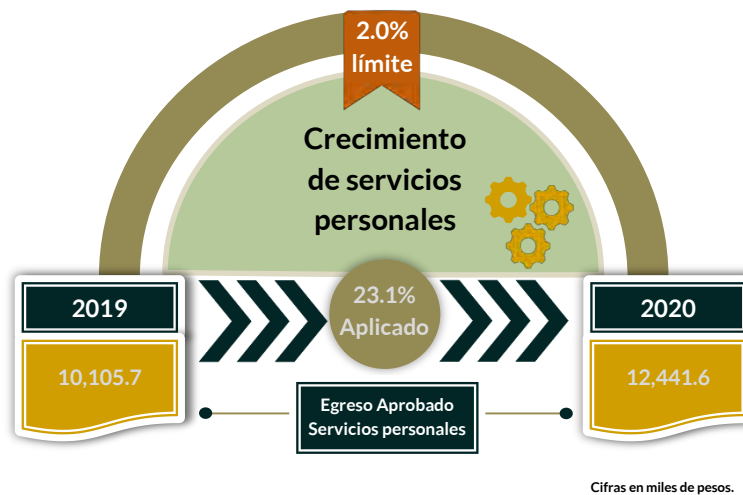 2.0%
límite
Crecimiento
de servicios
personales
2019
23.1%
Aplicado
2020
10,105.7
12,441.6
Egreso Aprobado
Servicios personales
Cifras en miles de pesos.